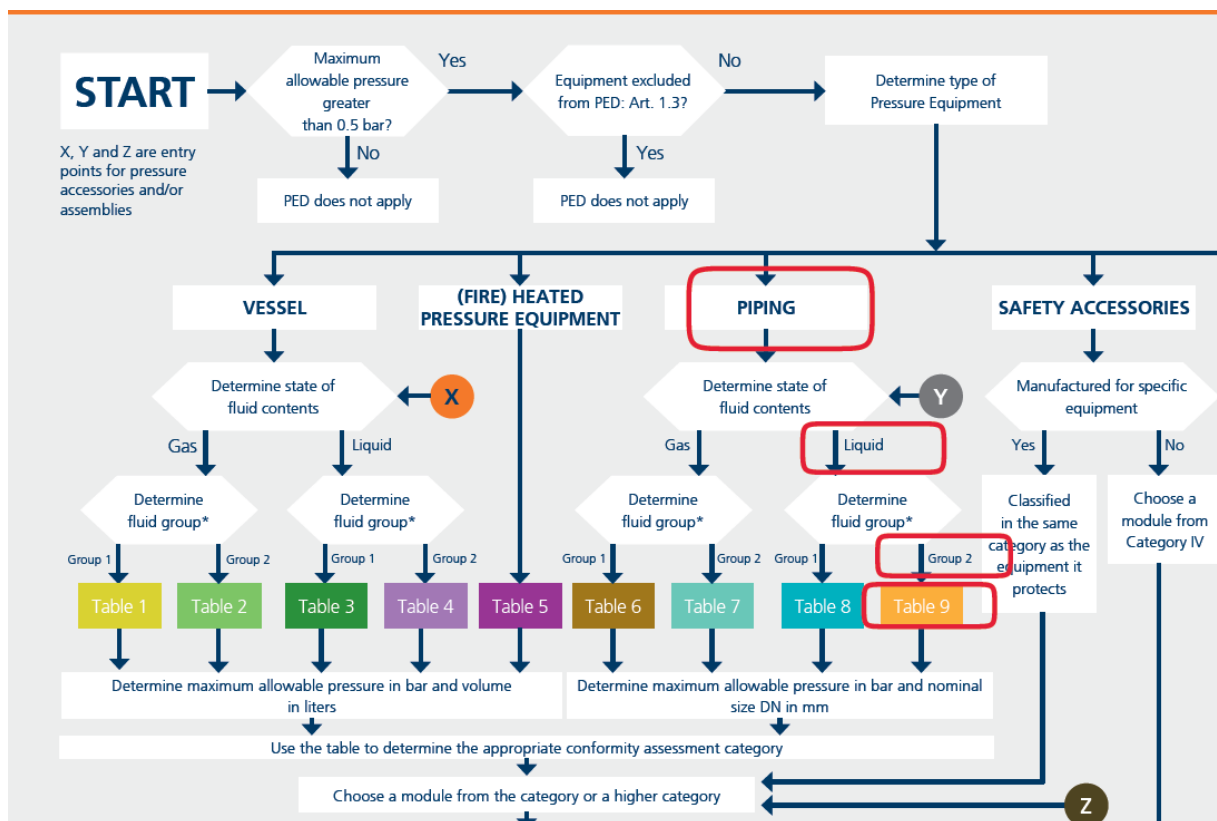 START
X, Y and Z are entry
points for pressure
accessories and/or
assemblies
Maximum
allowable pressure
greater
than 0.5 bar?
Yes
No
PED does not apply
Equipment excluded
from PED: Art. 1.3?
No
Yes
PED does not apply
Determine type of
Pressure Equipment
VESSEL
(FIRE) HEATED
PRESSURE EQUIPMENT
PIPING
SAFETY ACCESSORIES
Determine state of
fluid contents
X
Determine state of
fluid contents
Y
Manufactured for specific
equipment
Gas
Liquid
Gas
Liquid
Yes
No
Determine
fluid group*
Determine
fluid group*
Determine
fluid group*
Determine
fluid group*
Classified
in the same
category as the
equipment it
protects
Choose a
module from
Category IV
Group 1
Group 2
Group 1
Group 2
Group 1
Group 2
Group 1
Group 2
Table 1
Table 2
Table 3
Table 4
Table 5
Table 6
Table 7
Table 8
Table 9
Determine maximum allowable pressure in bar and volume
in liters
Determine maximum allowable pressure in bar and nominal
size DN in mm
Use the table to determine the appropriate conformity assessment category
Choose a module from the category or a higher category
Z